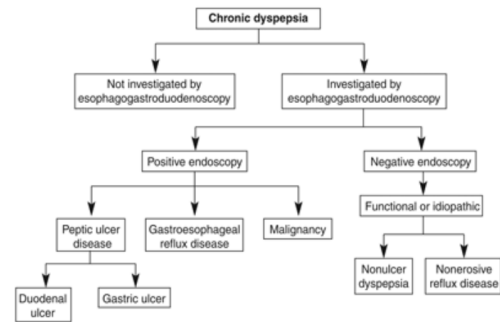 Chronic dyspepsia
Not investigated by
esophagogastroduodenoscopy
Investigated by
esophagogastroduodenoscopy
Positive endoscopy
Negative endoscopy
Peptic ulcer
disease
Gastroesophageal
reflux disease
Malignancy
Functional or idiopathic
Duodenal
ulcer
Gastric ulcer
Nonulcer
dyspepsia
Nonerosive
reflux disease